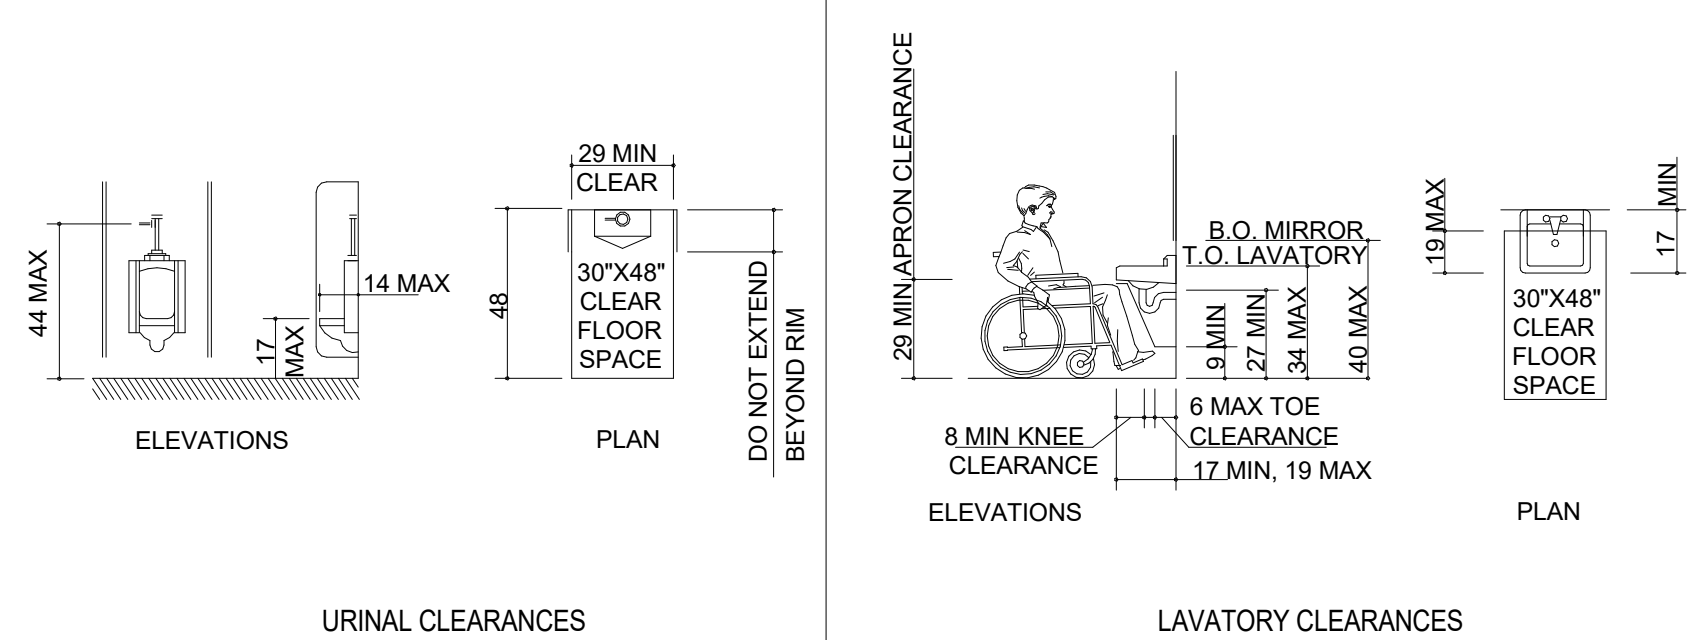 44 MAX
14 MAX
17
MAX
ELEVATIONS
29 MIN
CLEAR
48
30"X48"
CLEAR
FLOOR
SPACE
DO NOT EXTEND
BEYOND RIM
PLAN
URINAL CLEARANCES
29 MIN APRON CLEARANCE
B.O. MIRROR
T.O. LAVATORY
9 MIN
27 MIN
34 MAX
40 MAX
8 MIN KNEE
CLEARANCE
6 MAX TOE
CLEARANCE
17 MIN, 19 MAX
ELEVATIONS
19 MAX
17 MIN
30"X48"
CLEAR
FLOOR
SPACE
PLAN
LAVATORY CLEARANCES